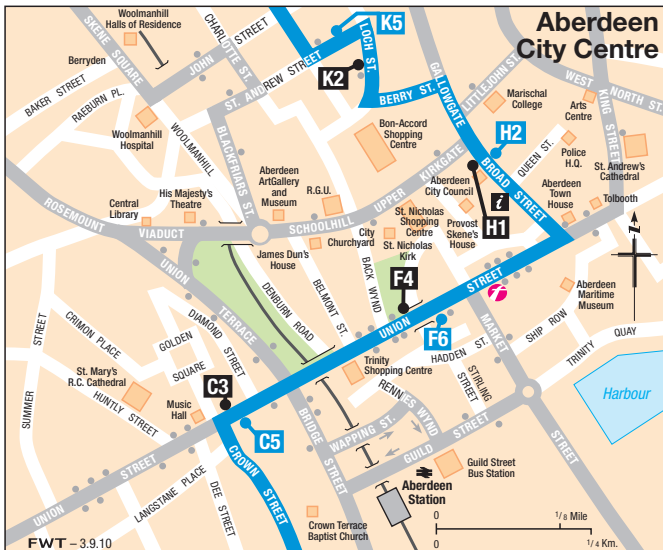 Aberdeen
City Centre
Woolmanhill
Halls of Residence
Berryden
SKENE SQUARE
CHARLOTTE ST.
JOHN STREET
ST. ANDREW STREET
K5
LOCH ST.
K2
BERRY ST.
GALLOWGATE
LITTLEJOHN ST.
WEST NORTH ST.
KING STREET
BAKER STREET
RAEBURN PL.
Woolmanhill
Hospital
WOOLMANHILL
BLACKFRIARS ST.
Bon-Accord
Shopping
Centre
Marischal
College
Arts
Centre
H2
QUEEN ST.
Police
H.Q.
St. Andrew's
Cathedral
BROAD STREET
Aberdeen
Town
House
Tolbooth
Central
Library
His Majesty's
Theatre
Aberdeen
ArtGallery
and
Museum
R.G.U.
UPPER KIRKGATE
Aberdeen
City Council
i
H1
Provost
Skene's
House
ROSEMOUNT
VIADUCT
SCHOOLHILL
St. Nicholas
Shopping
Centre
City
Churchyard
St. Nicholas
Kirk
James Dun's
House
BACK WYND
F4
UNION STREET
N
Aberdeen
Maritime
Museum
UNION TERRACE
DENBURN ROAD
BELMONT ST.
F6
MARKET STREET
SHIP ROW
TRINITY QUAY
HADDEN ST.
Harbour
SUMMER STREET
CRIMON PLACE
GOLDEN SQUARE
DIAMOND STREET
St. Mary's
R.C. Cathedral
HUNTLY STREET
Music
Hall
C3
C5
Trinity
Shopping Centre
RENNIES WYND
STIRLING STREET
WAPPING ST.
GUILD STREET
BRIDGE STREET
CROWN STREET
UNION STREET
LANGSTANE PLACE
DEE STREET
Aberdeen
Station
Guild Street
Bus Station
Crown Terrace
Baptist Church
0 1/8 Mile
0 1/4 Km.
FWT – 3.9.10